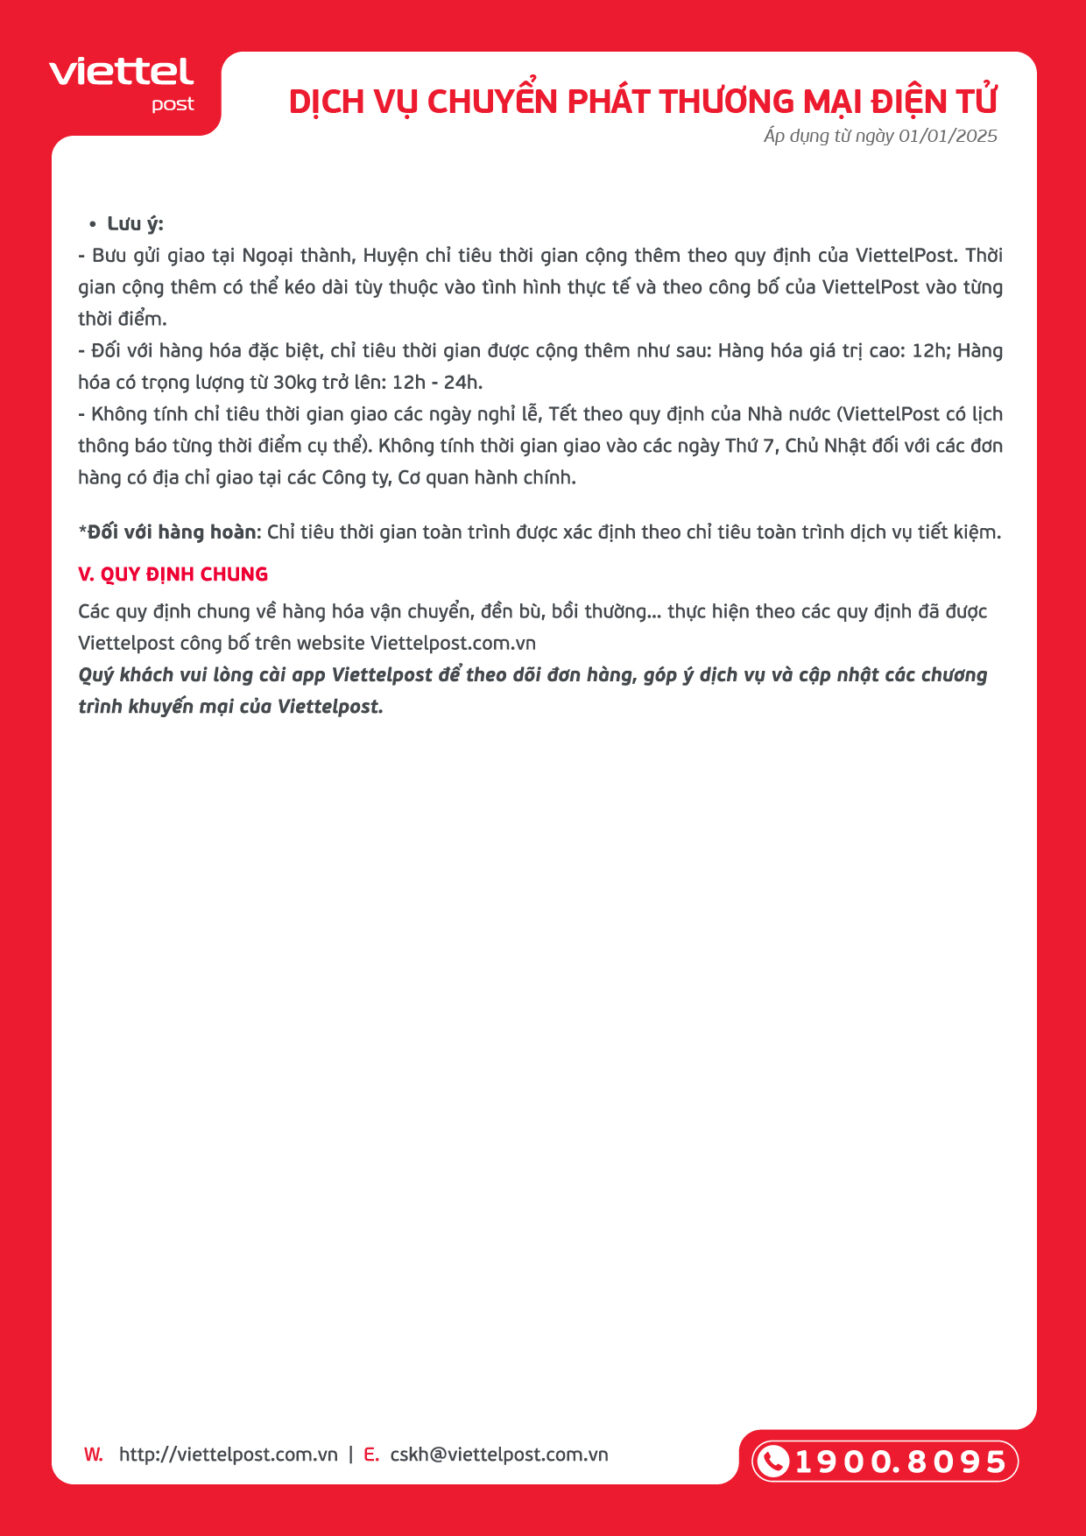 viettel
post
DỊCH VỤ CHUYỂN PHÁT THƯƠNG MẠI ĐIỆN TỬ
Áp dụng từ ngày 01/01/2025
• Lưu ý:
- Bưu gửi giao tại Ngoại thành, Huyện chỉ tiêu thời gian cộng thêm theo quy định của ViettelPost. Thời
gian cộng thêm có thể kéo dài tùy thuộc vào tình hình thực tế và theo công bố của ViettelPost vào từng
thời điểm.
- Đối với hàng hóa đặc biệt, chỉ tiêu thời gian được cộng thêm như sau: Hàng hóa giá trị cao: 12h; Hàng
hóa có trọng lượng từ 30kg trở lên: 12h - 24h.
- Không tính chỉ tiêu thời gian giao các ngày nghỉ lễ, Tết theo quy định của Nhà nước (ViettelPost có lịch
thông báo từng thời điểm cụ thể). Không tính thời gian giao vào các ngày Thứ 7, Chủ Nhật đối với các đơn
hàng có địa chỉ giao tại các Công ty, Cơ quan hành chính.
*Đối với hàng hoàn: Chỉ tiêu thời gian toàn trình được xác định theo chỉ tiêu toàn trình dịch vụ tiết kiệm.
V. QUY ĐỊNH CHUNG
Các quy định chung về hàng hóa vận chuyển, đền bù, bồi thường... thực hiện theo các quy định đã được
Viettelpost công bố trên website Viettelpost.com.vn
Quý khách vui lòng cài app Viettelpost để theo dõi đơn hàng, góp ý dịch vụ và cập nhật các chương
trình khuyến mại của Viettelpost.
W. http://viettelpost.com.vn | E. cskh@viettelpost.com.vn
1900.8095